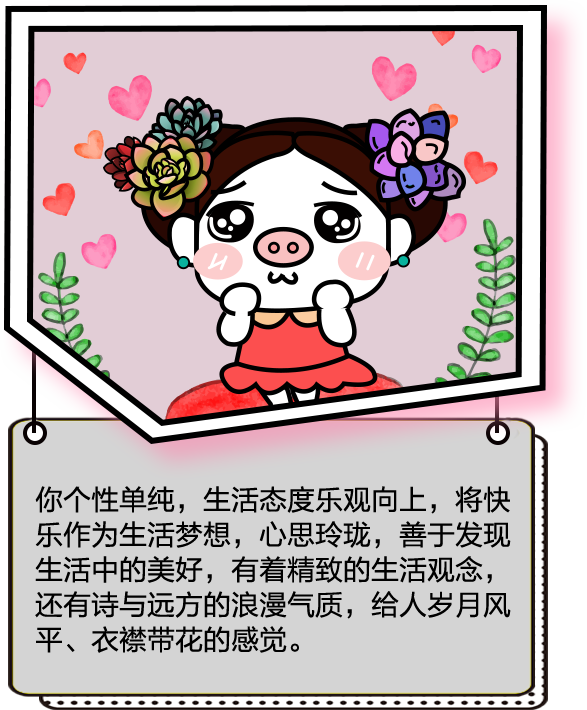 你个性单纯，生活态度乐观向上，将快
乐作为生活梦想，心思玲珑，善于发现
生活中的美好，有着精致的生活观念，
还有诗与远方的浪漫气质，给人岁月风
平、衣襟带花的感觉。